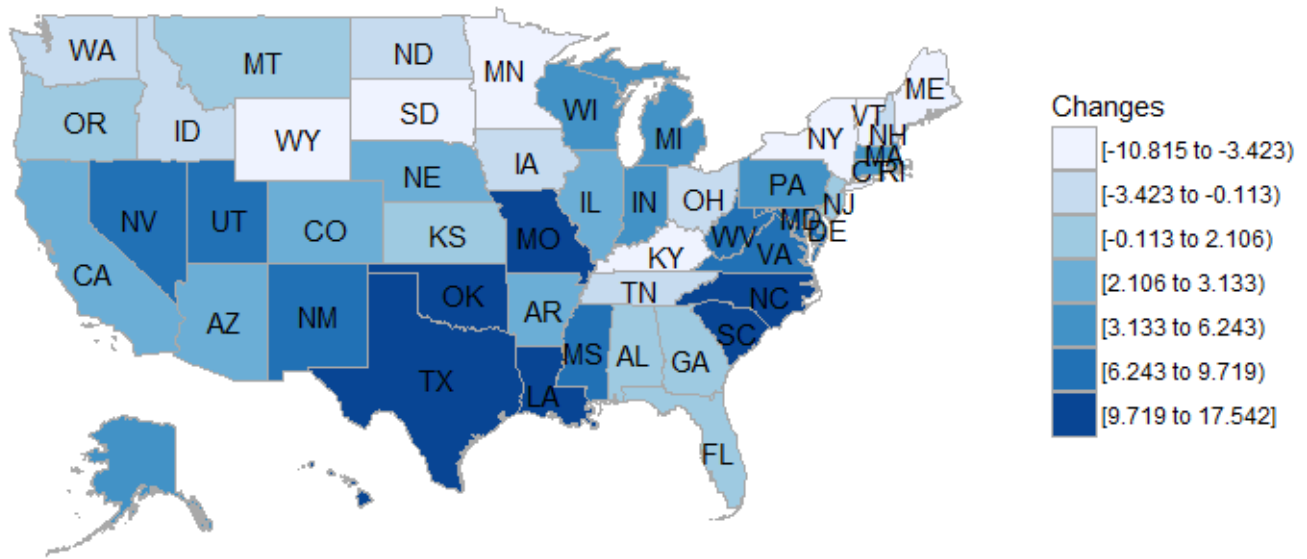 WA
MT
ND
MN
ME
OR
ID
WY
SD
WI
MI
NY
VT
NH
MA
CT
RI
IA
NE
PA
NJ
OH
IL
IN
MD
DE
NV
UT
CO
KS
MO
WV
VA
KY
CA
AZ
NM
OK
AR
TN
NC
SC
TX
LA
MS
AL
GA
FL
Changes
[-10.815 to -3.423)
[-3.423 to -0.113)
[-0.113 to 2.106)
[2.106 to 3.133)
[3.133 to 6.243)
[6.243 to 9.719)
[9.719 to 17.542]